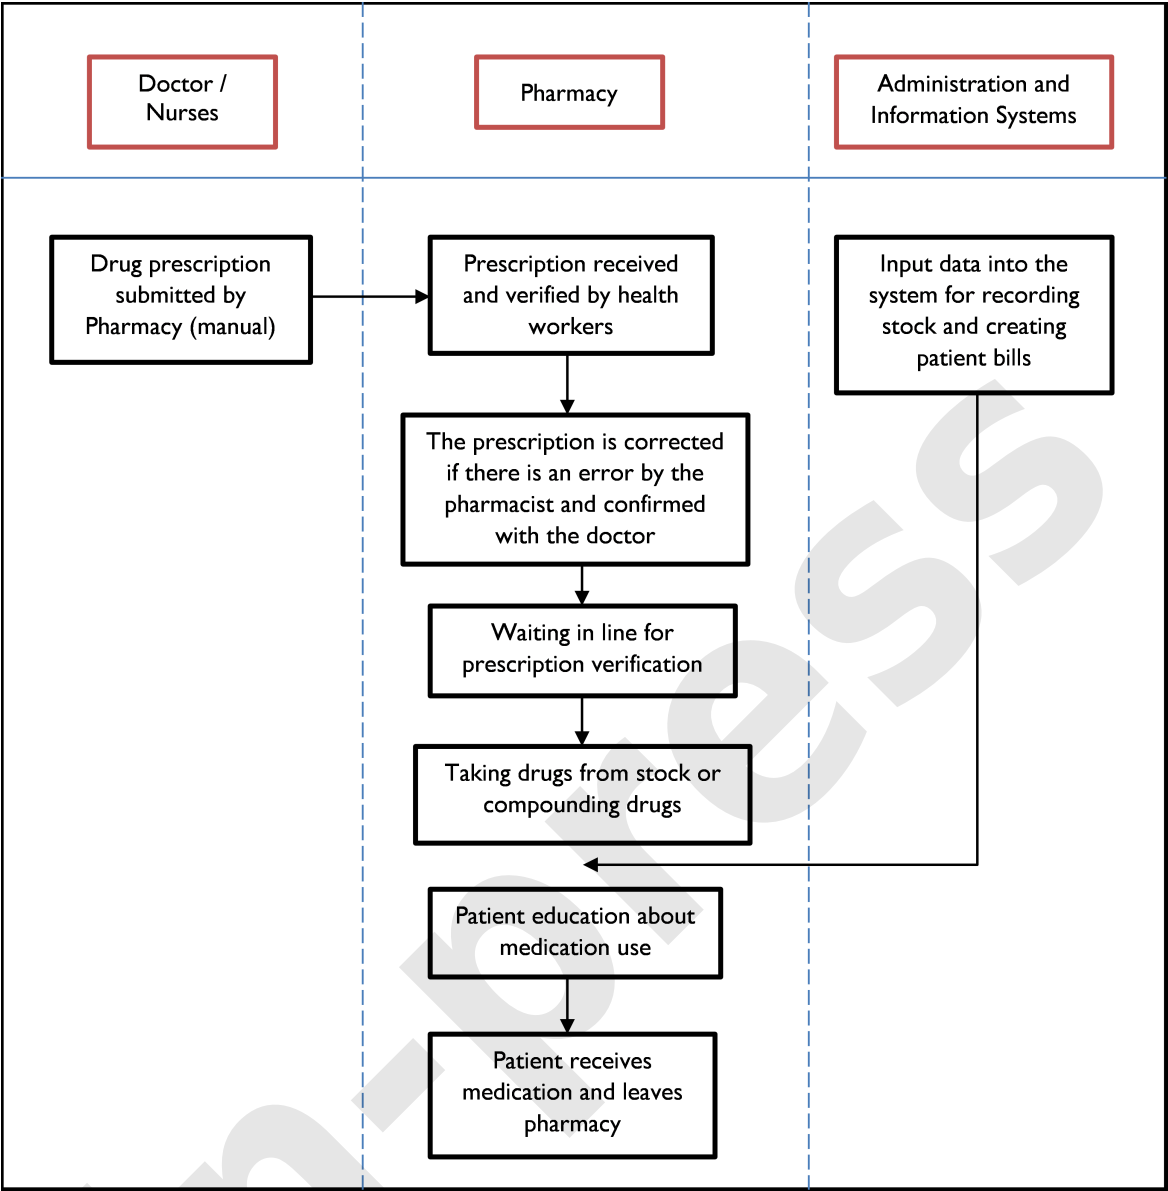 Doctor /
Nurses
Pharmacy
Administration and
Information Systems
Drug prescription
submitted by
Pharmacy (manual)
Prescription received
and verified by health
workers
Input data into the
system for recording
stock and creating
patient bills
The prescription is corrected
if there is an error by the
pharmacist and confirmed
with the doctor
Waiting in line for
prescription verification
Taking drugs from stock or
compounding drugs
Patient education about
medication use
Patient receives
medication and leaves
pharmacy
in-press